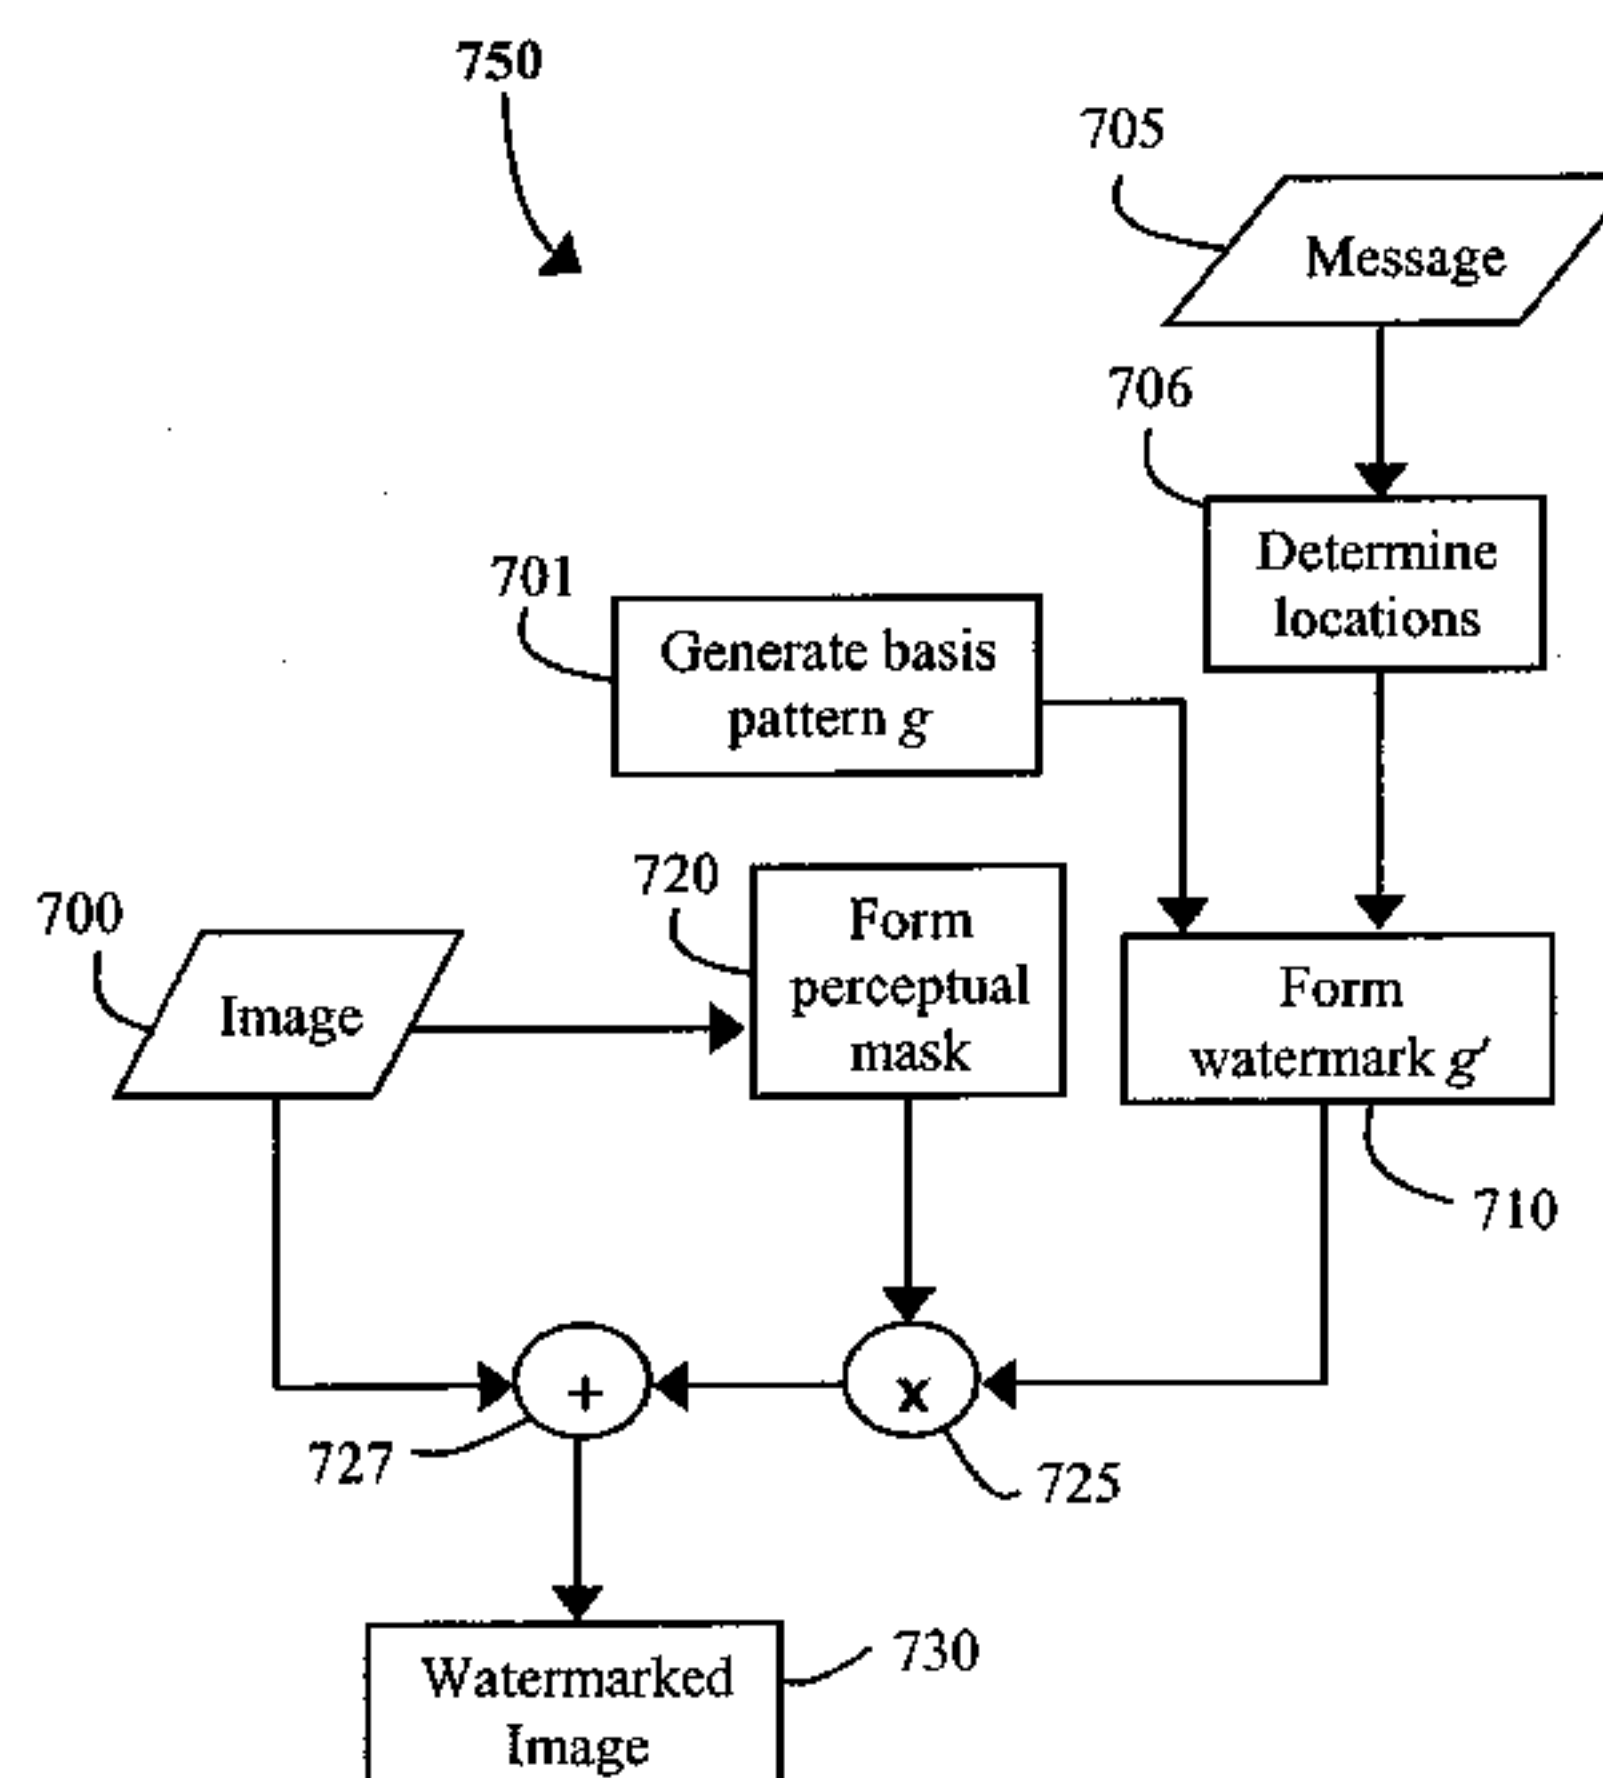 750
705
Message
706
Determine
locations
701
Generate basis
pattern g
720
Form
perceptual
mask
700
Image
Form
watermark g'
710
+
x
727
725
730
Watermarked
Image